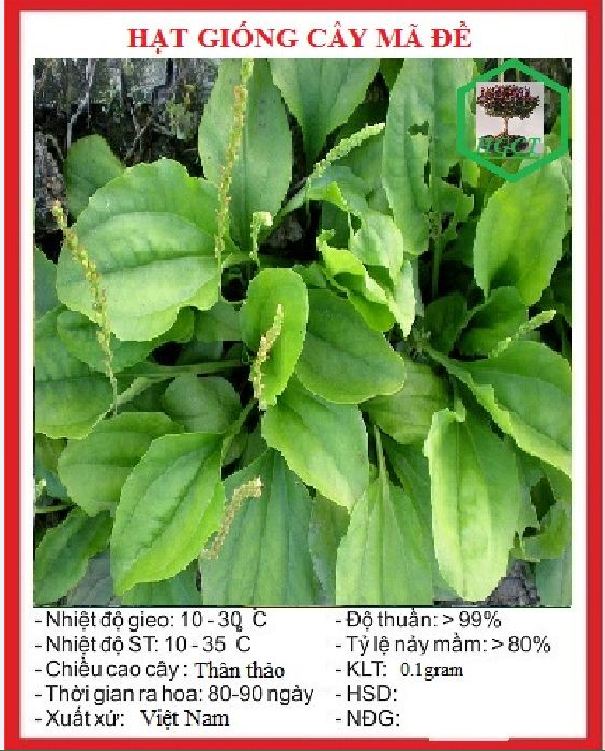 HẠT GIỐNG CÂY MÃ ĐỀ
HGCT
- Nhiệt độ gieo: 10 - 30°C
- Nhiệt độ ST: 10 - 35°C
- Chiều cao cây: Thân thảo
- Thời gian ra hoa: 80-90 ngày
- Xuất xứ: Việt Nam
- Độ thuần: > 99%
- Tỷ lệ nảy mầm: > 80%
- KLT: 0.1gram
- HSD:
- NĐG: